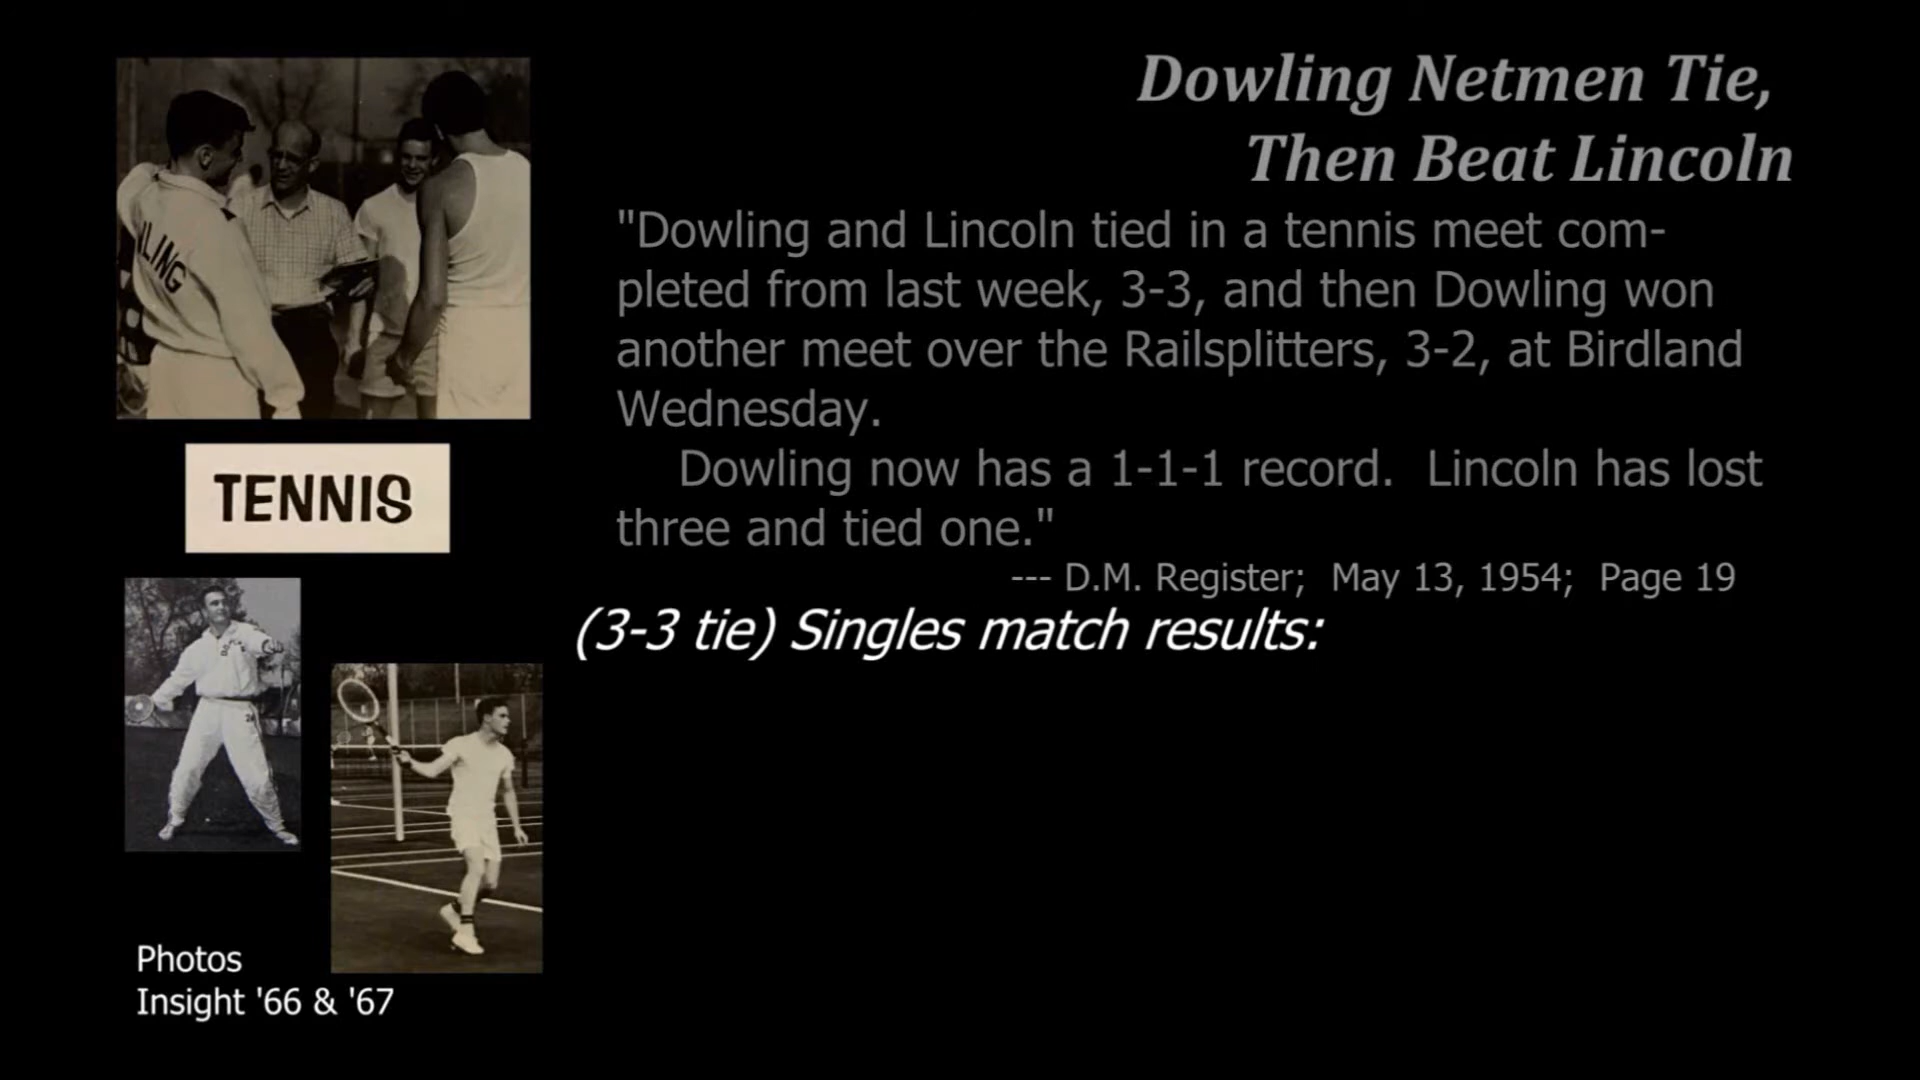 Dowling Netmen Tie,
Then Beat Lincoln
"Dowling and Lincoln tied in a tennis meet com-
pleted from last week, 3-3, and then Dowling won
another meet over the Railsplitters, 3-2, at Birdland
Wednesday.
Dowling now has a 1-1-1 record.  Lincoln has lost
three and tied one."
--- D.M. Register;  May 13, 1954;  Page 19
(3-3 tie) Singles match results:
LING
TENNIS
Photos
Insight '66 & '67